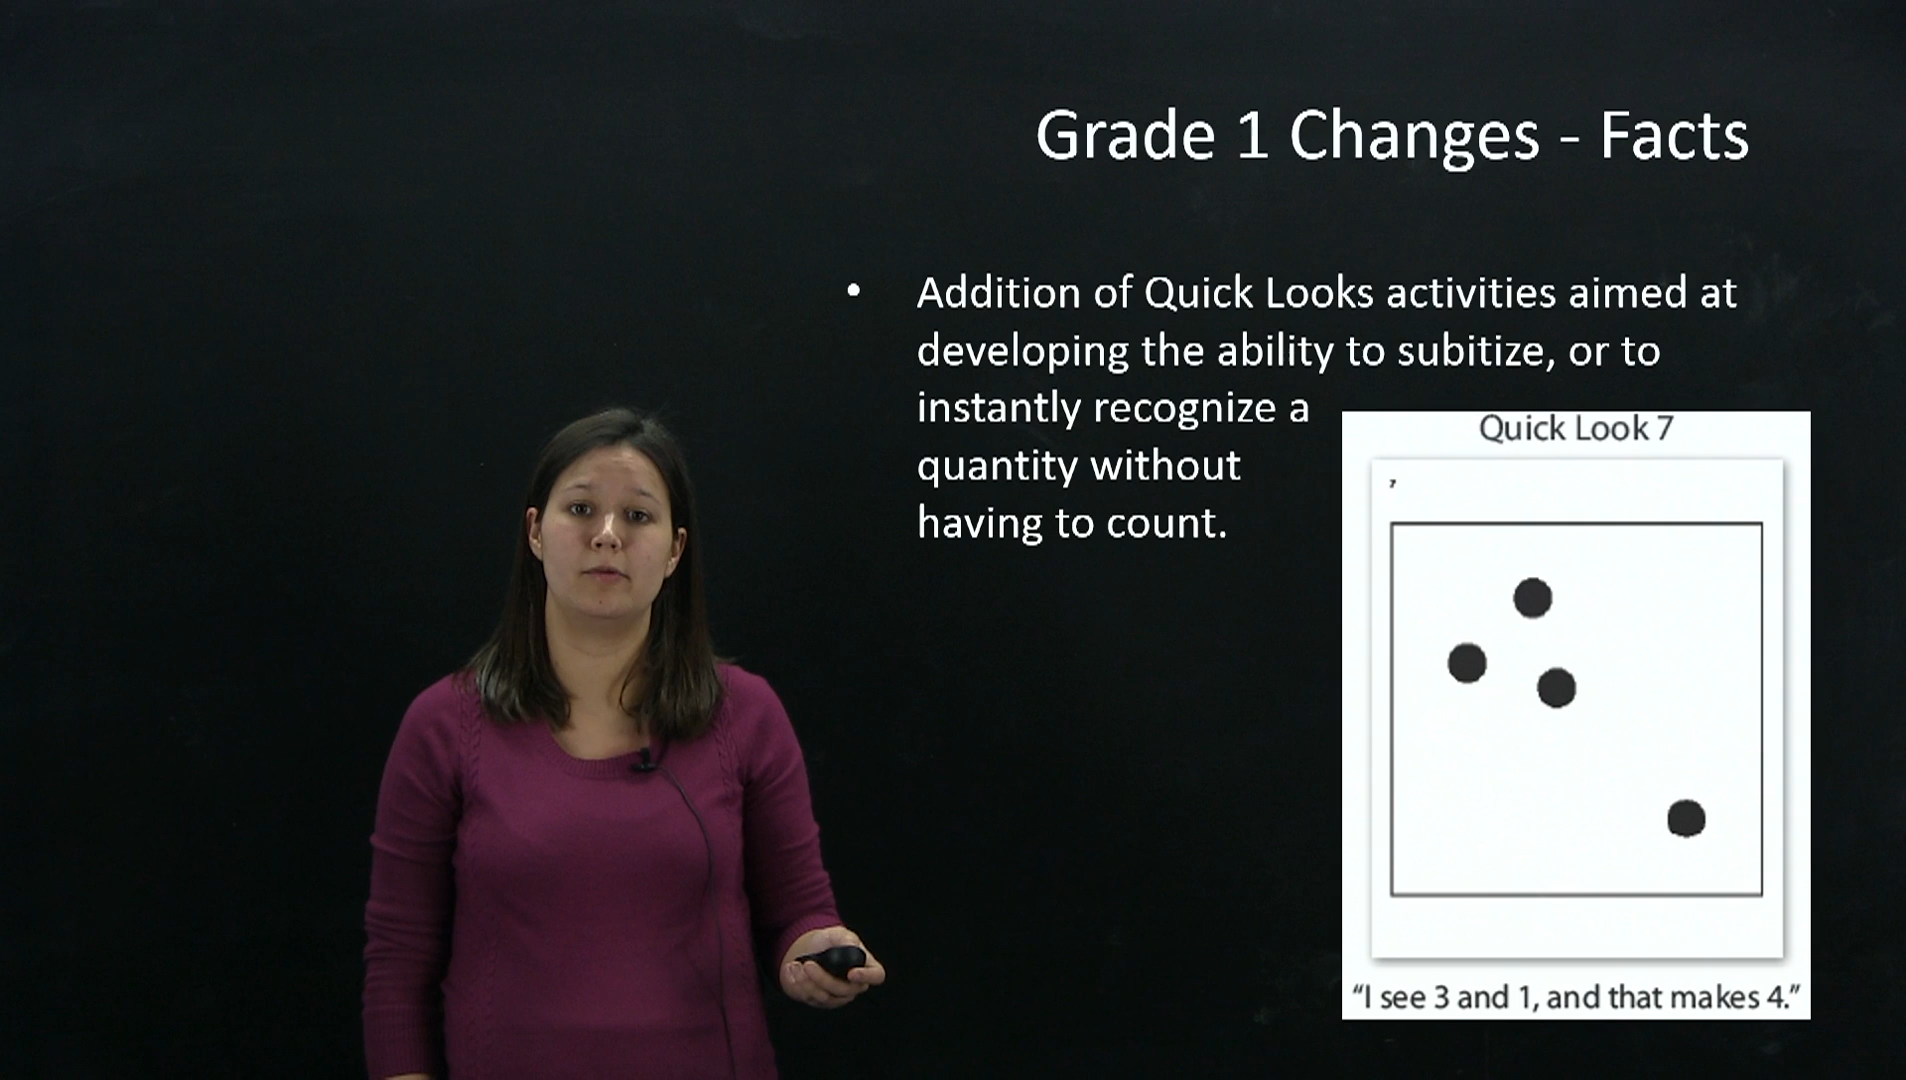 Grade 1 Changes - Facts
• Addition of Quick Looks activities aimed at
developing the ability to subitize, or to
instantly recognize a
quantity without
having to count.
Quick Look 7
7
“I see 3 and 1, and that makes 4.”